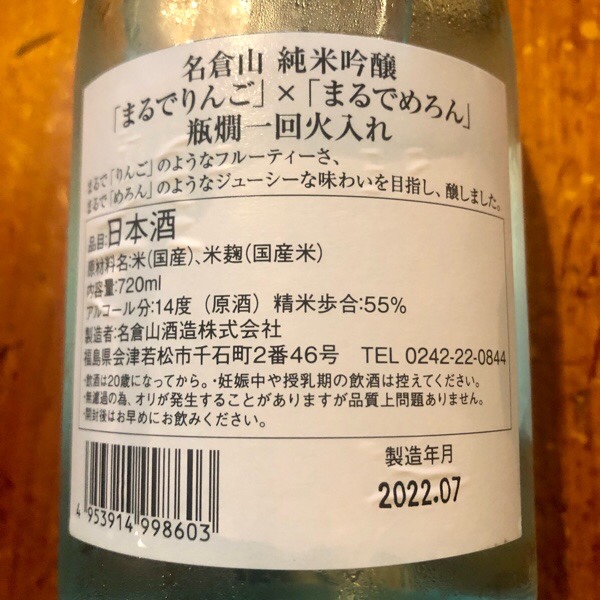 名倉山 純米吟醸
「まるでりんご」×「まるでめろん」
瓶燗一回火入れ
まるで「りんご」のようなフルーティーさ、
まるで「めろん」のようなジューシーな味わいを目指し、醸しました。
品目:日本酒
原材料名:米(国産)、米麹(国産米)
内容量:720ml
アルコール分:14度（原酒）精米歩合:55%
製造者:名倉山酒造株式会社
福島県会津若松市千石町2番46号 TEL 0242-22-0844
・飲酒は20歳になってから。・妊娠中や授乳期の飲酒は控えてください。
・無濾過の為、オリが発生することがありますが品質上問題ありません。
・開封後はお早めにお飲みください。
製造年月
2022.07
4 953914 998603